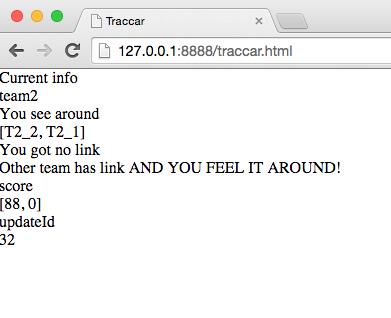 Traccar
127.0.0.1:8888/traccar.html
Current info
team2
You see around
[T2_2, T2_1]
You got no link
Other team has link AND YOU FEEL IT AROUND!
score
[88, 0]
updateId
32